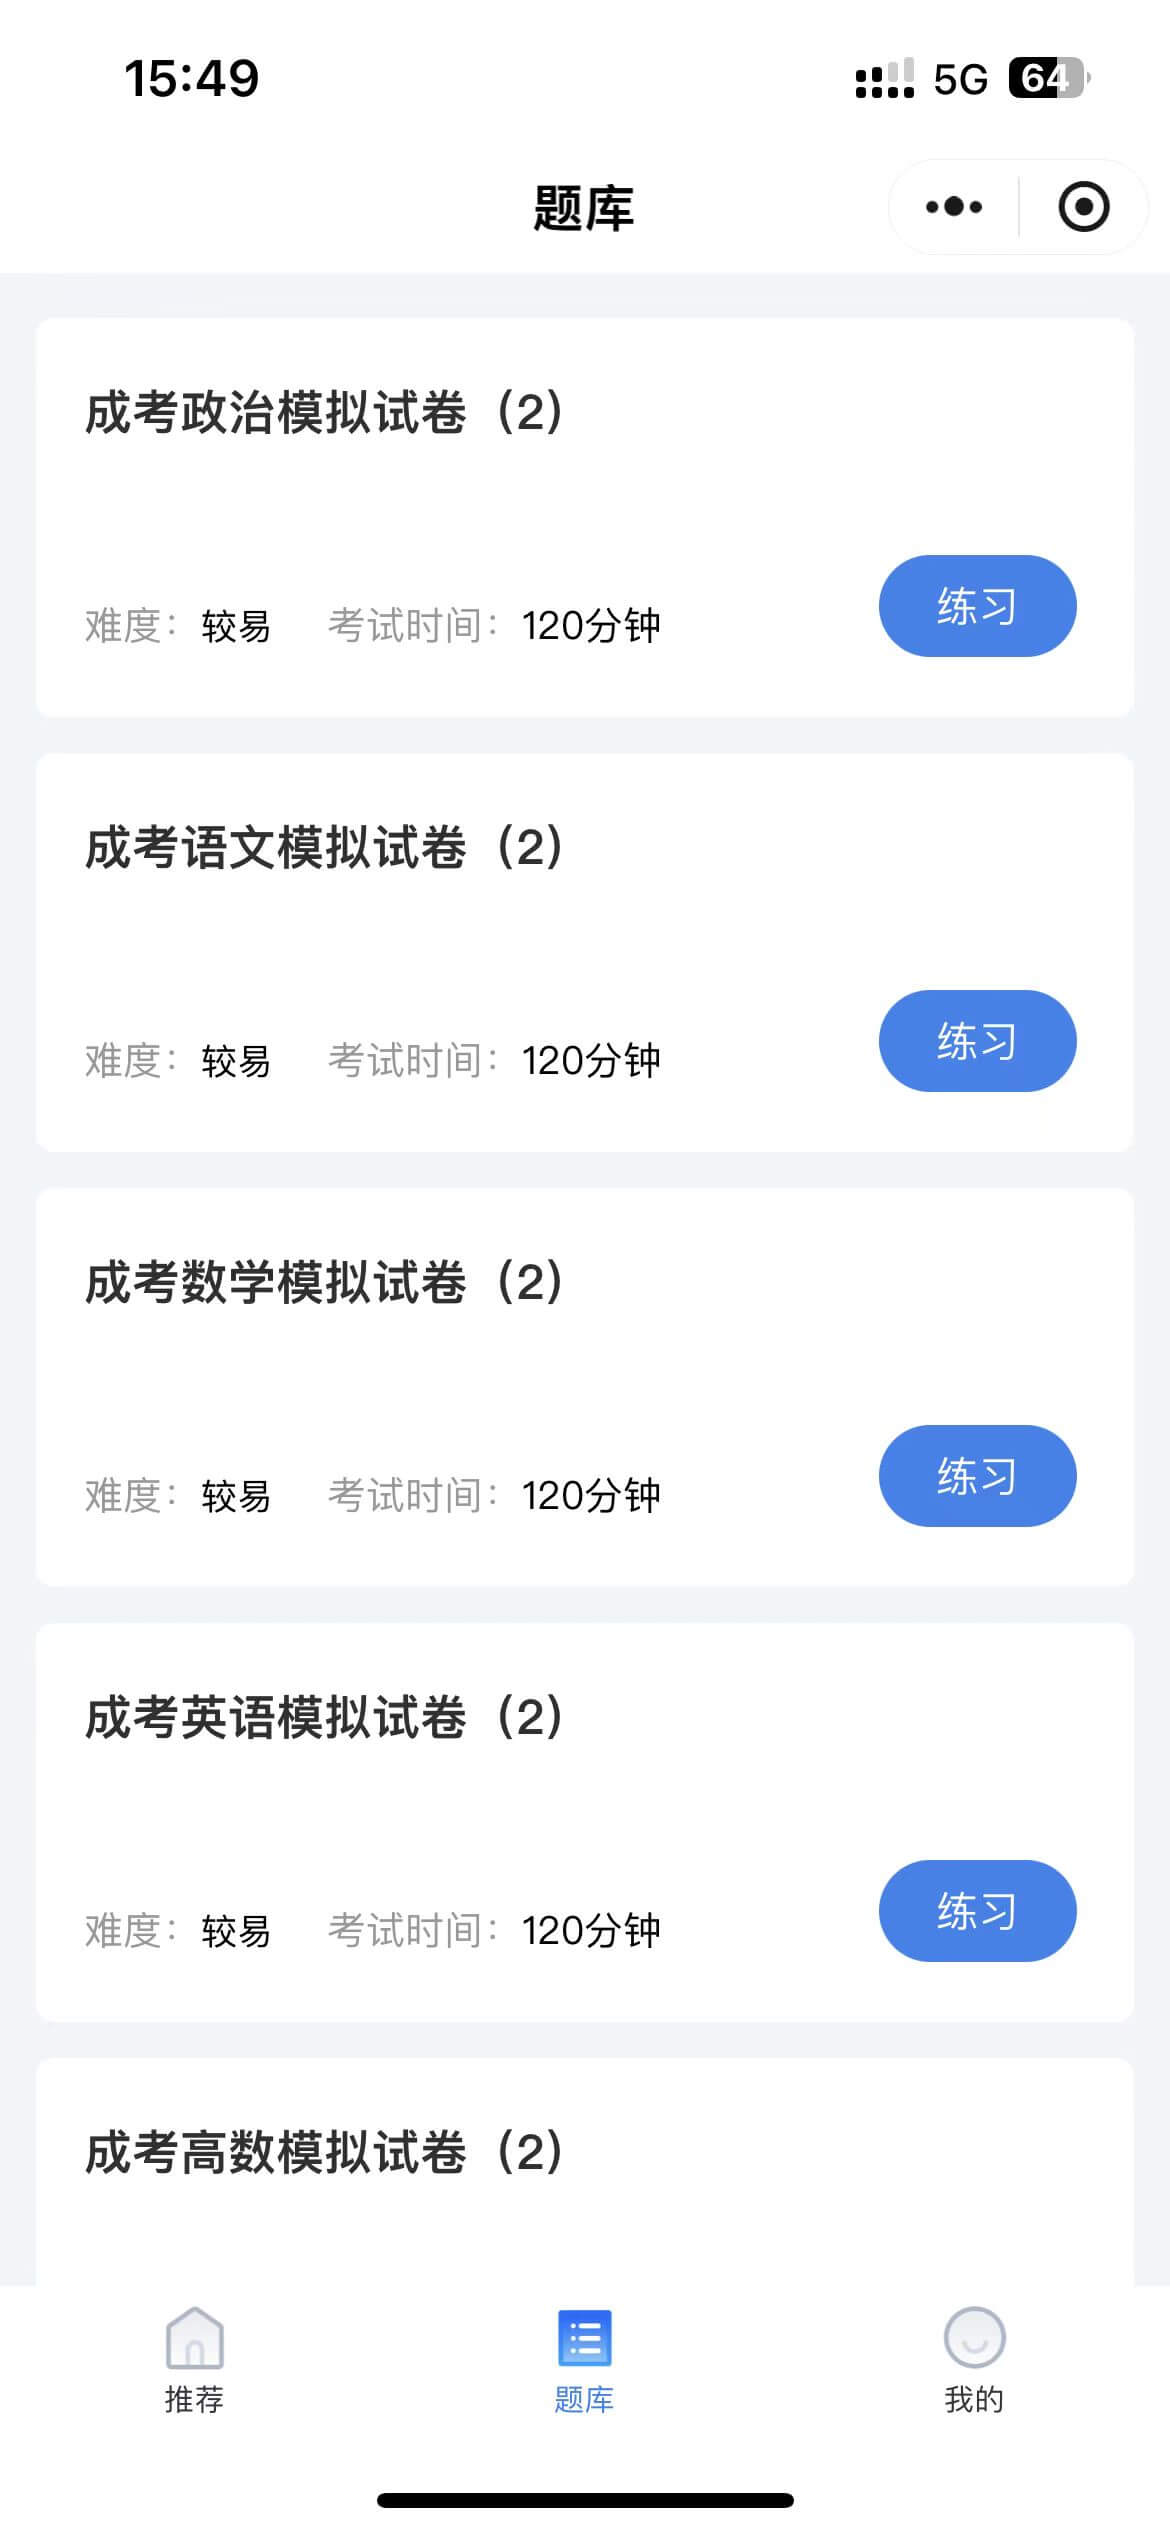 15:49 5G 64
题库
成考政治模拟试卷（2）
难度： 较易 考试时间： 120分钟 练习
成考语文模拟试卷（2）
难度： 较易 考试时间： 120分钟 练习
成考数学模拟试卷（2）
难度： 较易 考试时间： 120分钟 练习
成考英语模拟试卷（2）
难度： 较易 考试时间： 120分钟 练习
成考高数模拟试卷（2）
推荐 题库 我的